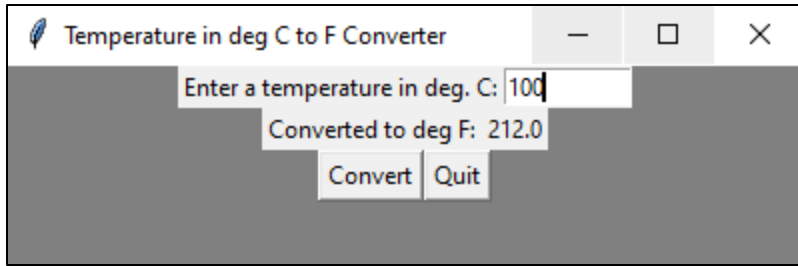 Temperature in deg C to F Converter
Enter a temperature in deg. C: 100
Converted to deg F: 212.0
Convert Quit